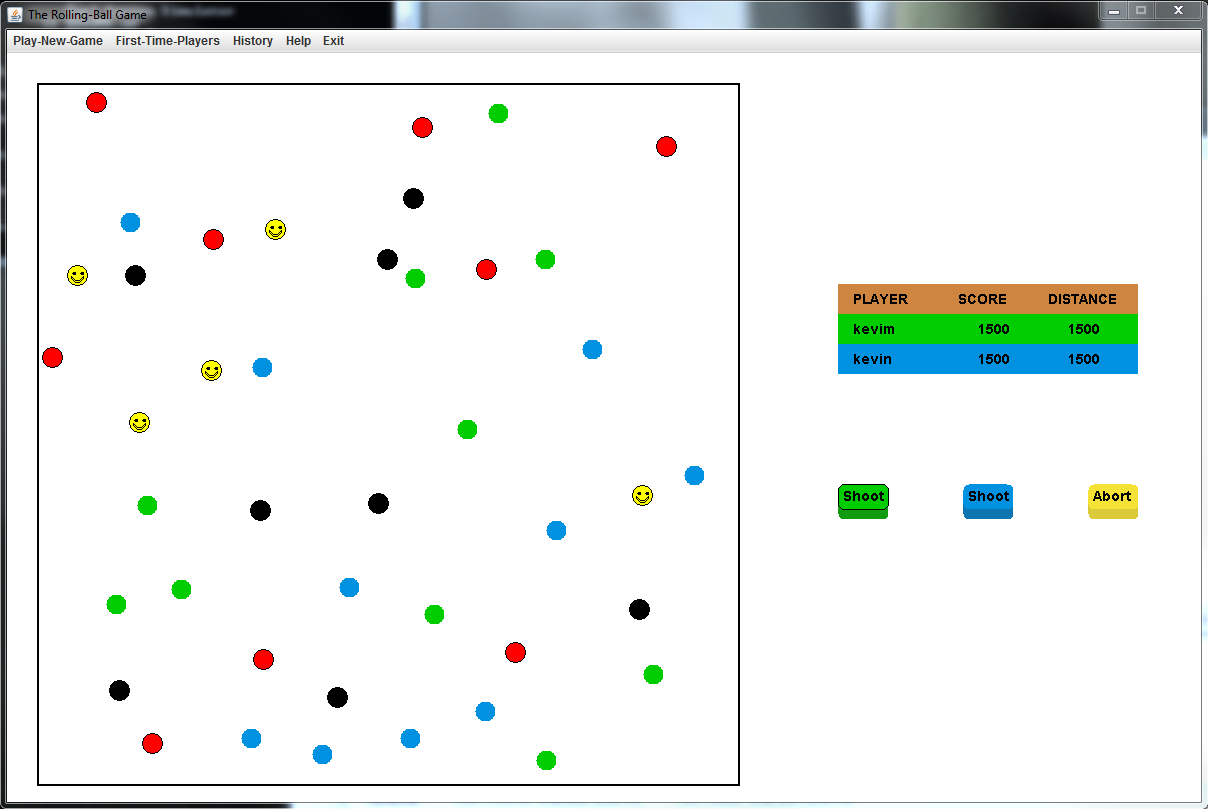 The Rolling-Ball Game
Play-New-Game First-Time-Players History Help Exit
PLAYER SCORE DISTANCE
kevim 1500 1500
kevin 1500 1500
Shoot Shoot Abort